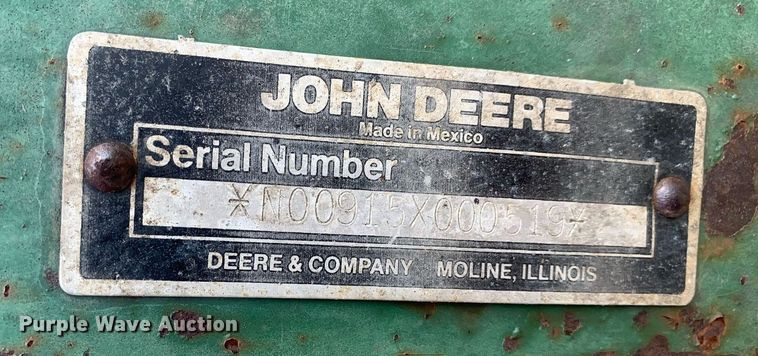 JOHN DEERE
Made in Mexico
Serial Number
*N00915X000519*
DEERE & COMPANY MOLINE, ILLINOIS
Purple Wave Auction